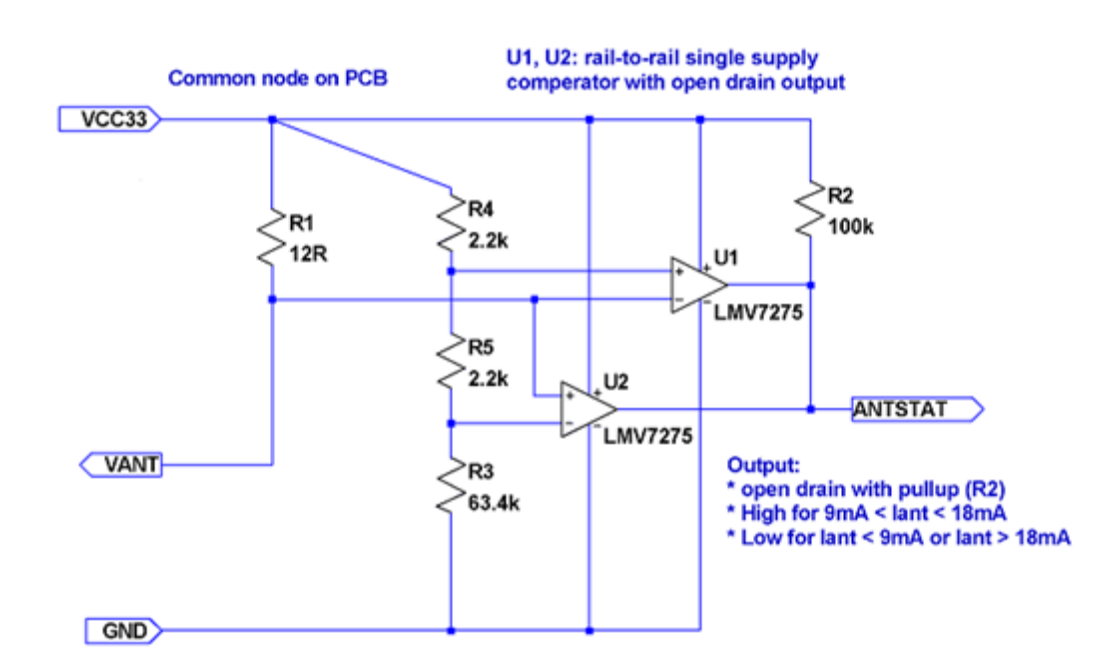 Common node on PCB
U1, U2: rail-to-rail single supply
comperator with open drain output
VCC33
R1
12R
R4
2.2k
R2
100k
+
-
+
-
U1
LMV7275
R5
2.2k
+
-
+
-
U2
LMV7275
ANTSTAT
VANT
R3
63.4k
Output:
* open drain with pullup (R2)
* High for 9mA < Iant < 18mA
* Low for Iant < 9mA or Iant > 18mA
GND